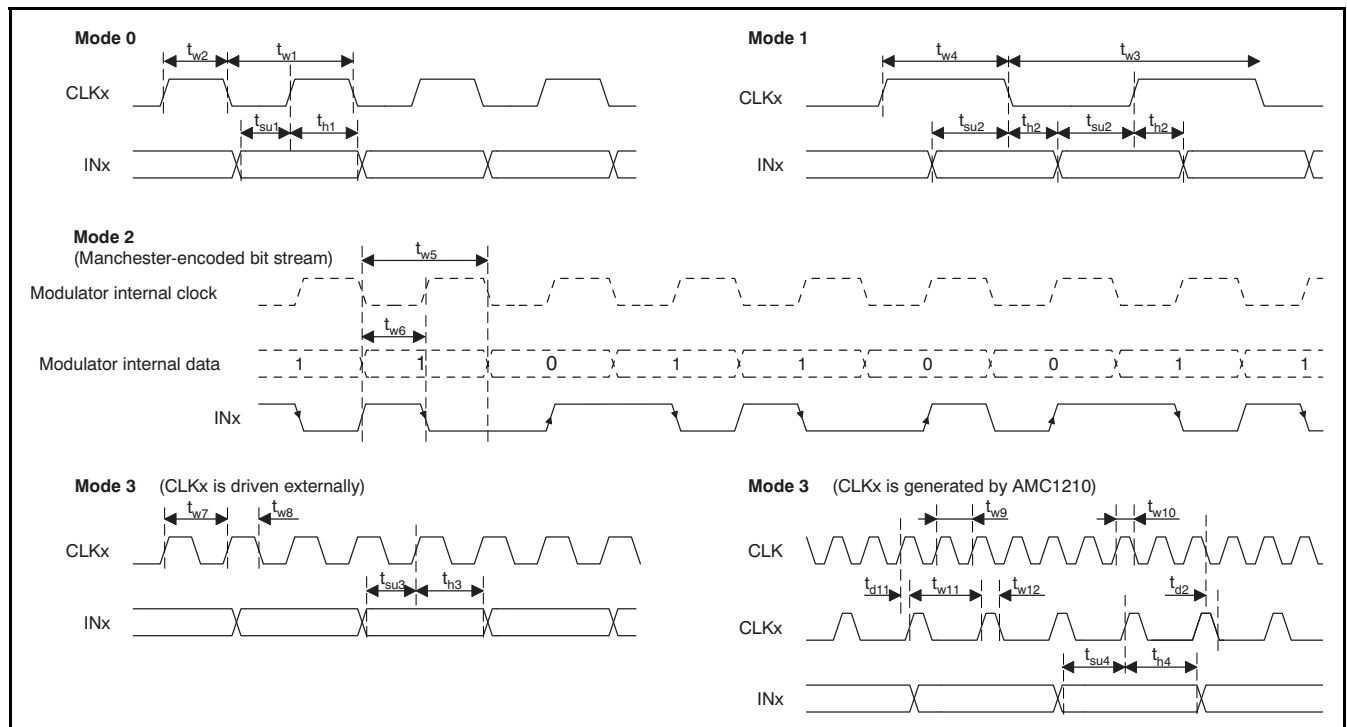 Mode 0
tw2
tw1
CLKx
tsu1
th1
INx
Mode 1
tw4
tw3
CLKx
tsu2
th2
tsu2
th2
INx
Mode 2
(Manchester-encoded bit stream)
tw5
Modulator internal clock
tw6
Modulator internal data
1 1 0 1 1 0 0 1 1
INx
Mode 3 (CLKx is driven externally)
tw7
tw8
CLKx
tsu3
th3
INx
Mode 3 (CLKx is generated by AMC1210)
tw9
tw10
CLK
td11
tw11
tw12
td2
CLKx
tsu4
th4
INx